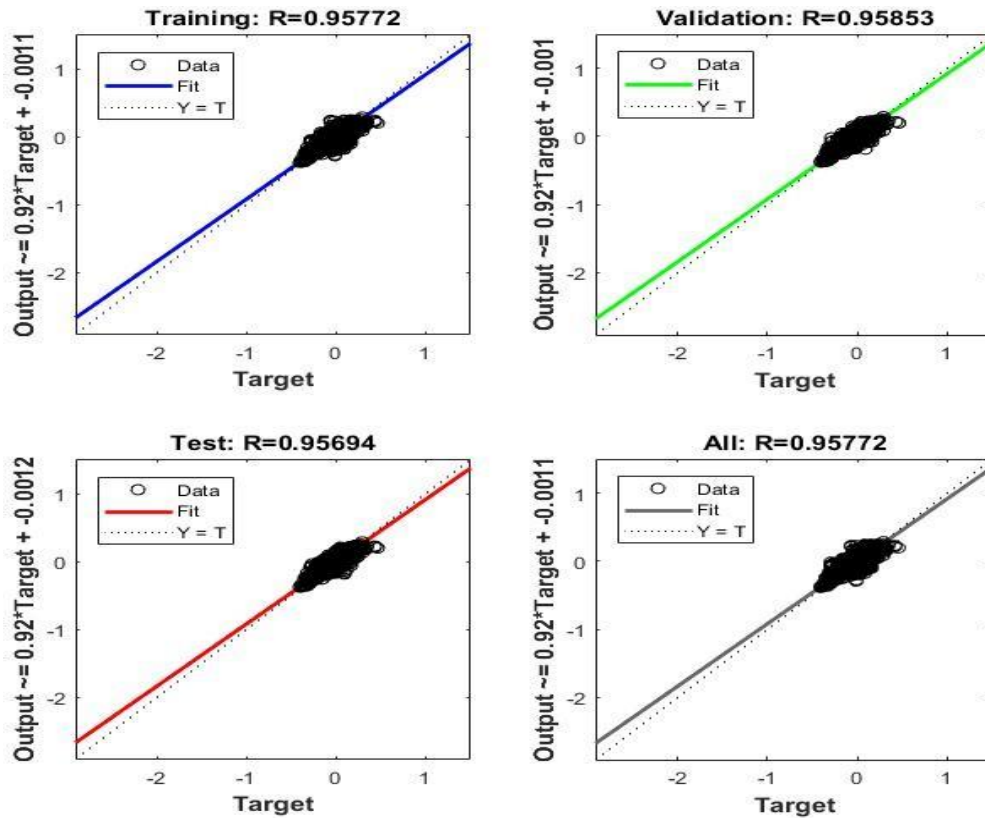 Training: R=0.95772
Output ~= 0.92*Target + -0.0011
Data
Fit
Y = T
1
0
-1
-2
-2
-1
0
1
Target
Validation: R=0.95853
Output ~= 0.92*Target + -0.001
Data
Fit
Y = T
1
0
-1
-2
-2
-1
0
1
Target
Test: R=0.95694
Output ~= 0.92*Target + -0.0012
Data
Fit
Y = T
1
0
-1
-2
-2
-1
0
1
Target
All: R=0.95772
Output ~= 0.92*Target + -0.0011
Data
Fit
Y = T
1
0
-1
-2
-2
-1
0
1
Target